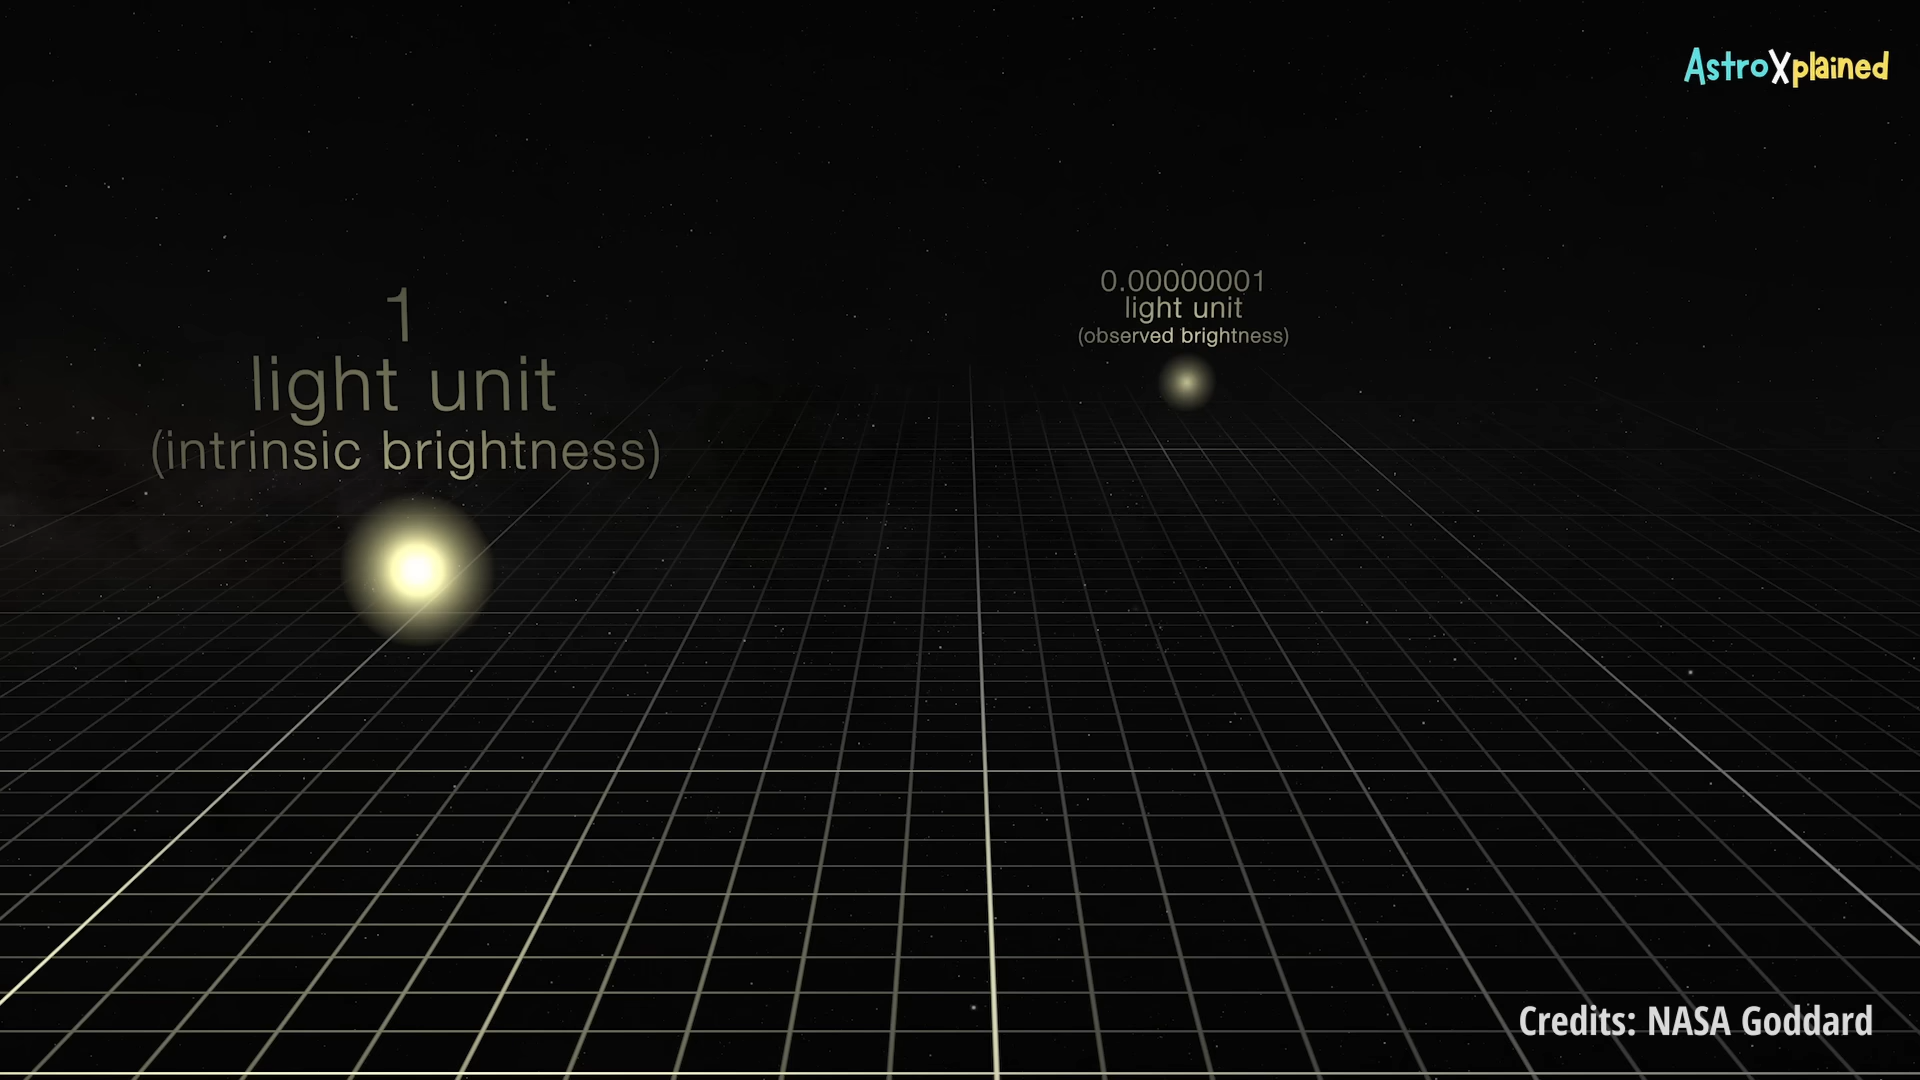 AstroXplained
1
light unit
(intrinsic brightness)
0.00000001
light unit
(observed brightness)
Credits: NASA Goddard